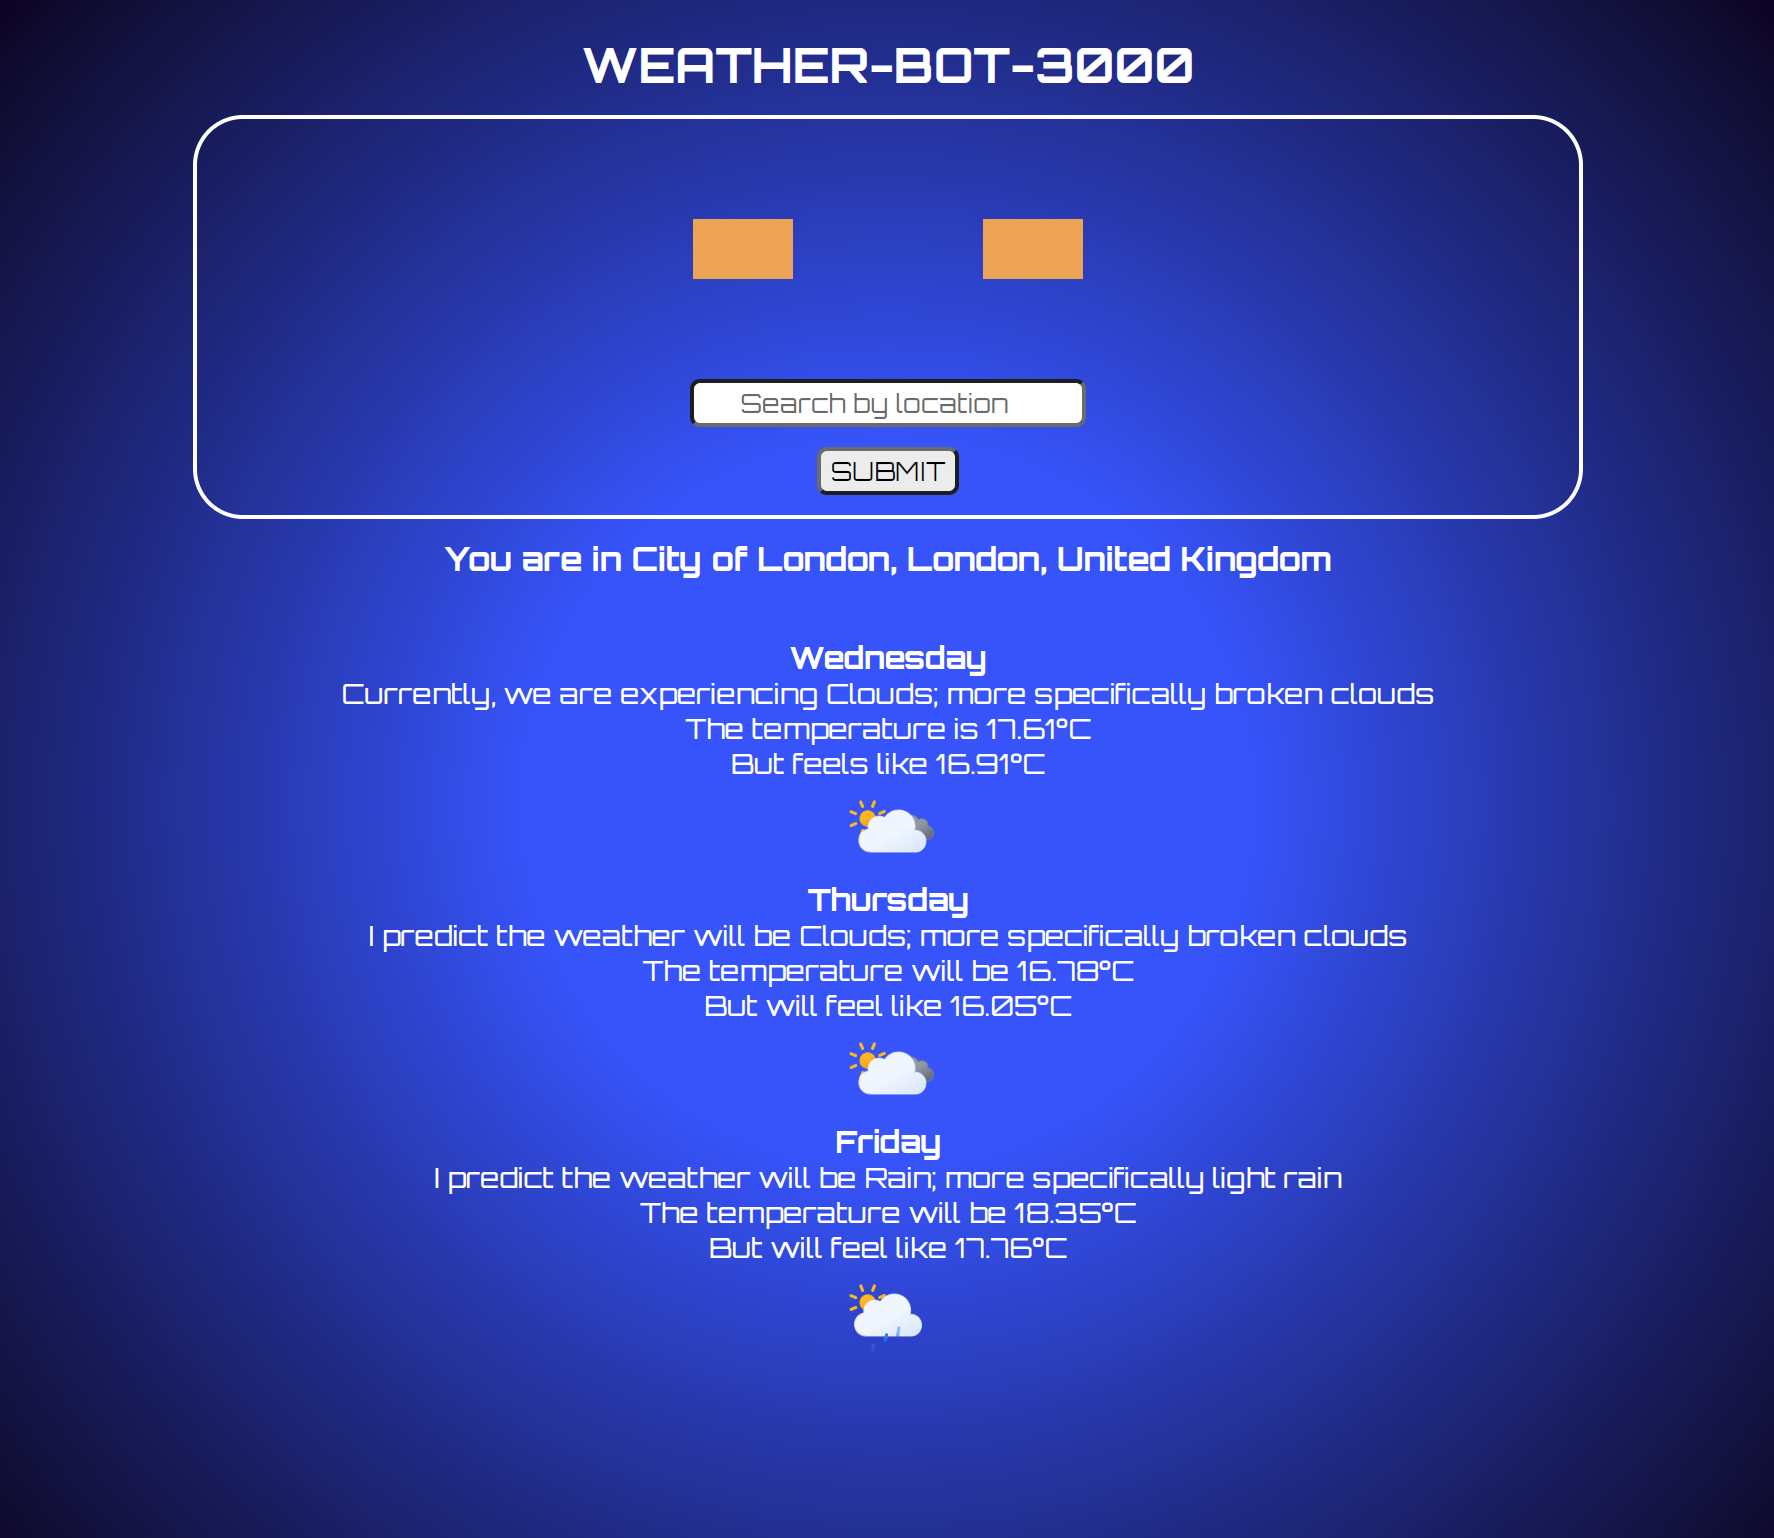 WEATHER-BOT-3000
Search by location
SUBMIT
You are in City of London, London, United Kingdom
Wednesday
Currently, we are experiencing Clouds; more specifically broken clouds
The temperature is 17.61°C
But feels like 16.91°C
Thursday
I predict the weather will be Clouds; more specifically broken clouds
The temperature will be 16.78°C
But will feel like 16.05°C
Friday
I predict the weather will be Rain; more specifically light rain
The temperature will be 18.35°C
But will feel like 17.76°C